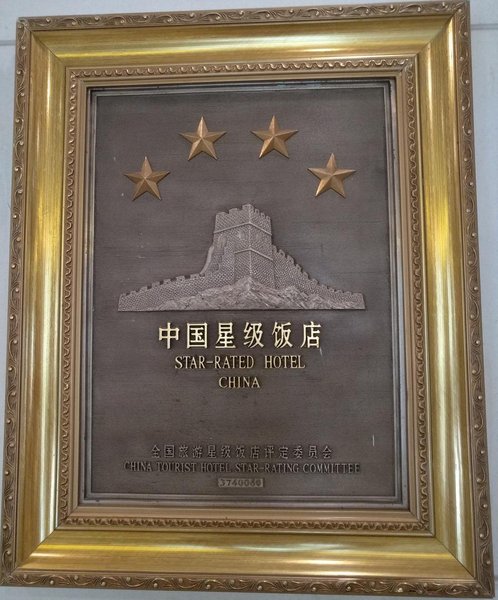 中国星级饭店
STAR-RATED HOTEL
CHINA
全国旅游星级饭店评定委员会
CHINA TOURIST HOTEL STAR-RATING COMMITTEE
3740036